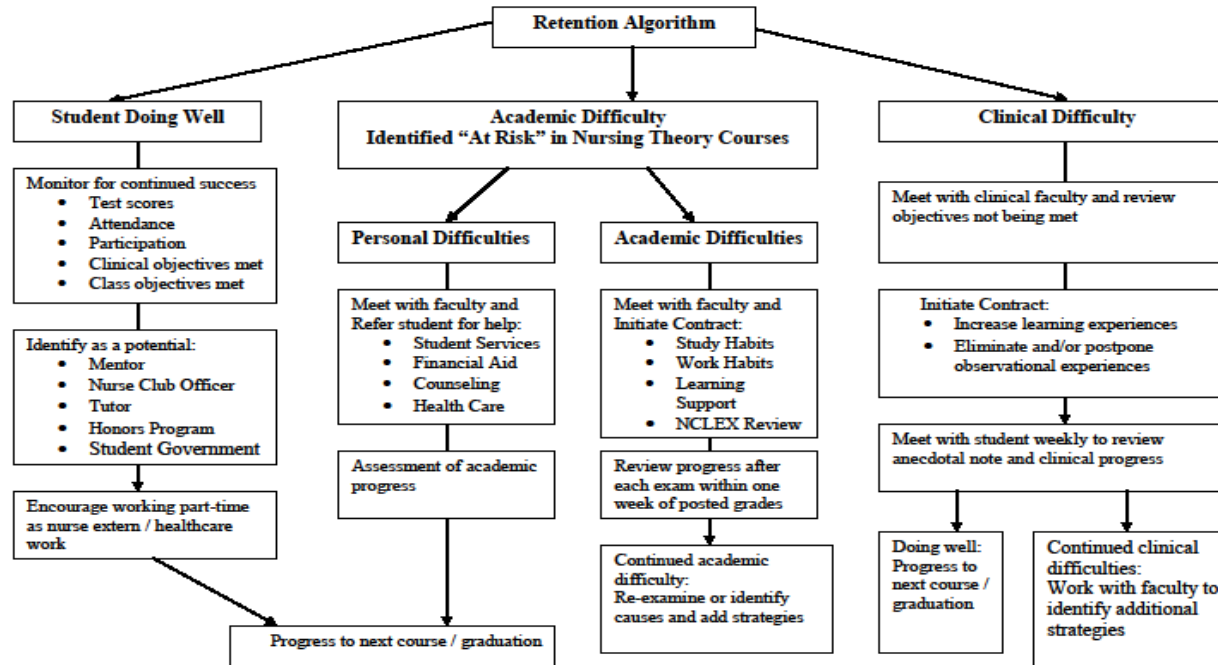 Retention Algorithm
Student Doing Well
Monitor for continued success
• Test scores
• Attendance
• Participation
• Clinical objectives met
• Class objectives met
Identify as a potential:
• Mentor
• Nurse Club Officer
• Tutor
• Honors Program
• Student Government
Encourage working part-time
as nurse extern / healthcare
work
Academic Difficulty
Identified “At Risk” in Nursing Theory Courses
Personal Difficulties
Meet with faculty and
Refer student for help:
• Student Services
• Financial Aid
• Counseling
• Health Care
Assessment of academic
progress
Progress to next course / graduation
Academic Difficulties
Meet with faculty and
Initiate Contract:
• Study Habits
• Work Habits
• Learning
Support
• NCLEX Review
Review progress after
each exam within one
week of posted grades
Continued academic
difficulty:
Re-examine or identify
causes and add strategies
Clinical Difficulty
Meet with clinical faculty and review
objectives not being met
Initiate Contract:
• Increase learning experiences
• Eliminate and/or postpone
observational experiences
Meet with student weekly to review
anecdotal note and clinical progress
Doing well:
Progress to
next course /
graduation
Continued clinical
difficulties:
Work with faculty to
identify additional
strategies